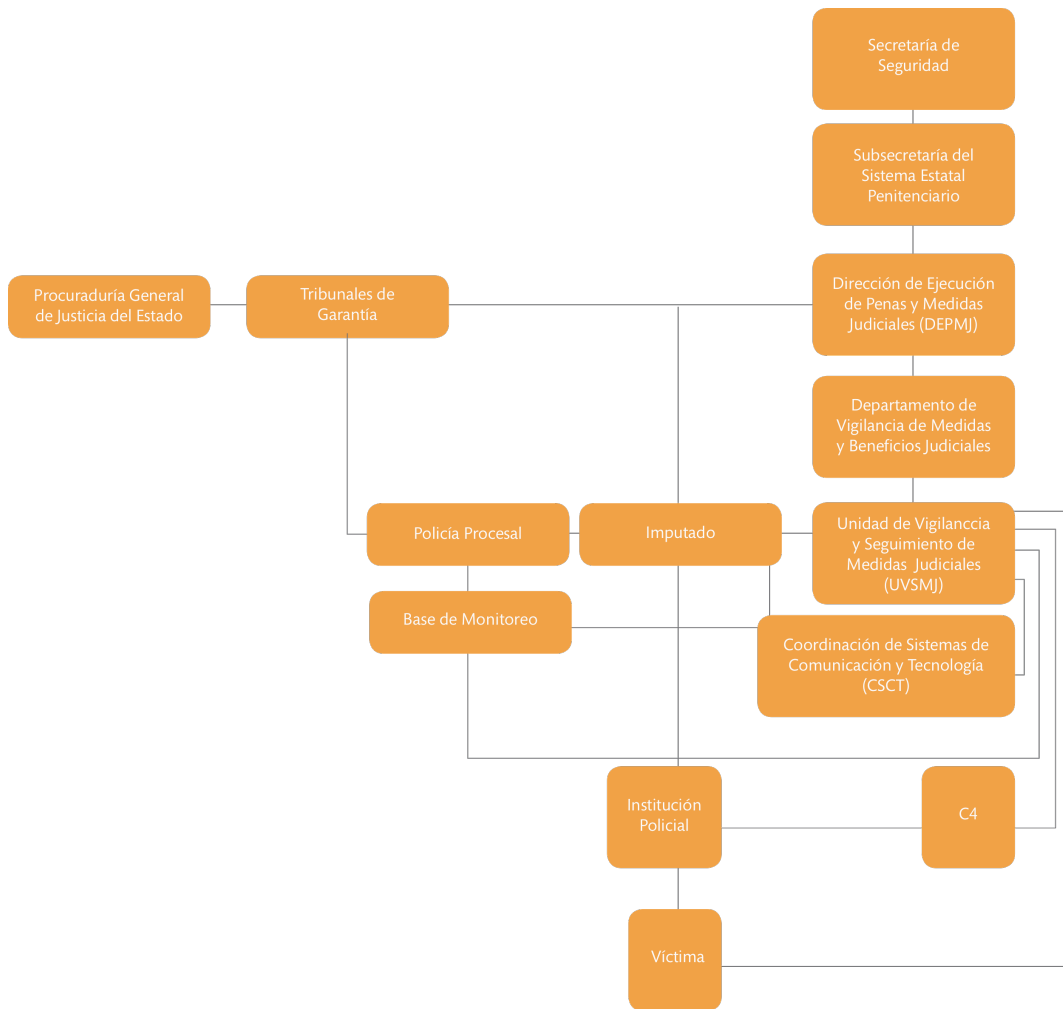 Secretaría de
Seguridad
Subsecretaría del
Sistema Estatal
Penitenciario
Procuraduría General
de Justicia del Estado
Tribunales de
Garantía
Dirección de Ejecución
de Penas y Medidas
Judiciales (DEPMJ)
Departamento de
Vigilancia de Medidas
y Beneficios Judiciales
Policía Procesal
Imputado
Unidad de Vigilanccia
y Seguimiento de
Medidas Judiciales
(UVSMJ)
Base de Monitoreo
Coordinación de Sistemas de
Comunicación y Tecnología
(CSCT)
Institución
Policial
C4
Víctima